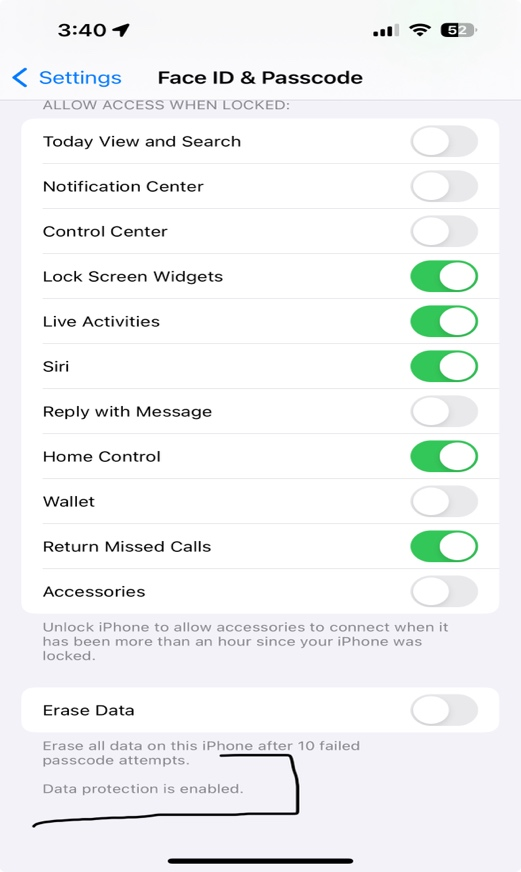 3:40
52
Settings
Face ID & Passcode
ALLOW ACCESS WHEN LOCKED:
Today View and Search
Notification Center
Control Center
Lock Screen Widgets
Live Activities
Siri
Reply with Message
Home Control
Wallet
Return Missed Calls
Accessories
Unlock iPhone to allow accessories to connect when it
has been more than an hour since your iPhone was
locked.
Erase Data
Erase all data on this iPhone after 10 failed
passcode attempts.
Data protection is enabled.